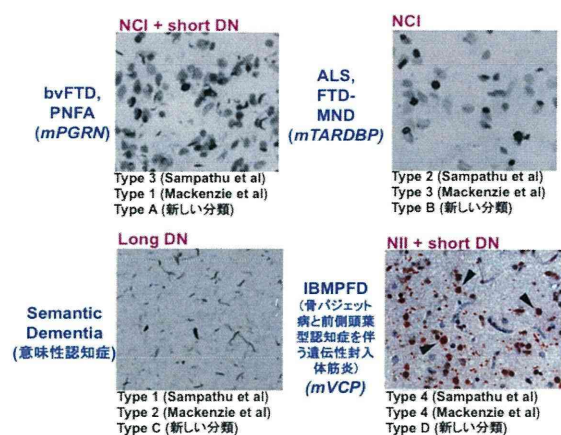 NCI + short DN
bvFTD,
PNFA
(mPGRN)
Type 3 (Sampathu et al)
Type 1 (Mackenzie et al)
Type A (新しい分類)
NCI
ALS,
FTD-
MND
(mTARDBP)
Type 2 (Sampathu et al)
Type 3 (Mackenzie et al)
Type B (新しい分類)
Long DN
Semantic
Dementia
(意味性認知症)
Type 1 (Sampathu et al)
Type 2 (Mackenzie et al)
Type C (新しい分類)
NII + short DN
IBMPFD
(骨パジェット
病と前側頭葉
型認知症を伴
う遺伝性封入
体筋炎)
(mVCP)
Type 4 (Sampathu et al)
Type 4 (Mackenzie et al)
Type D (新しい分類)